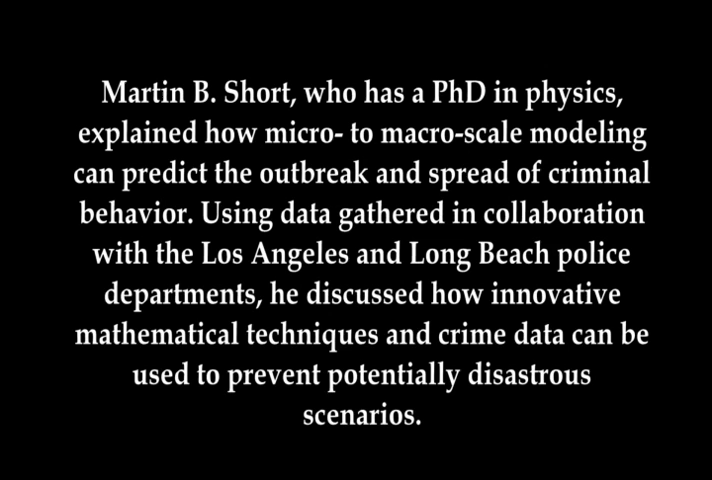 Martin B. Short, who has a PhD in physics,
explained how micro- to macro-scale modeling
can predict the outbreak and spread of criminal
behavior. Using data gathered in collaboration
with the Los Angeles and Long Beach police
departments, he discussed how innovative
mathematical techniques and crime data can be
used to prevent potentially disastrous
scenarios.